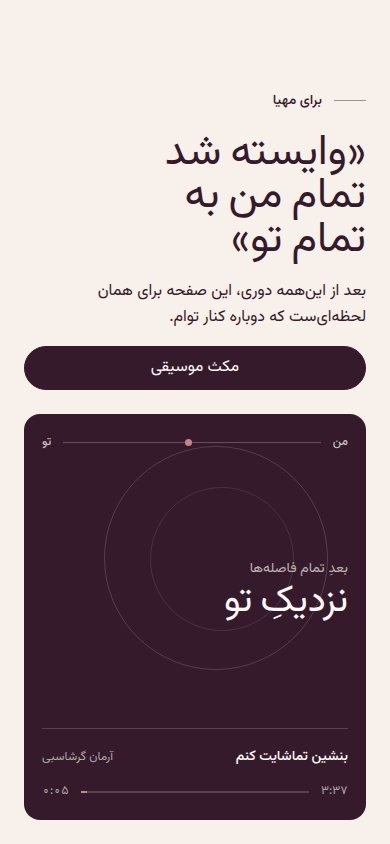 برای مهیا
«وایسته شد
تمام من به
تمام تو»
بعد از این‌همه دوری، این صفحه برای همان
لحظه‌ای‌ست که دوباره کنار توام.
مکث موسیقی
من
تو
بعدِ تمام فاصله‌ها
نزدیکِ تو
بنشین تماشایت کنم
آرمان گرشاسبی
۳:۳۷
۰:۰۵